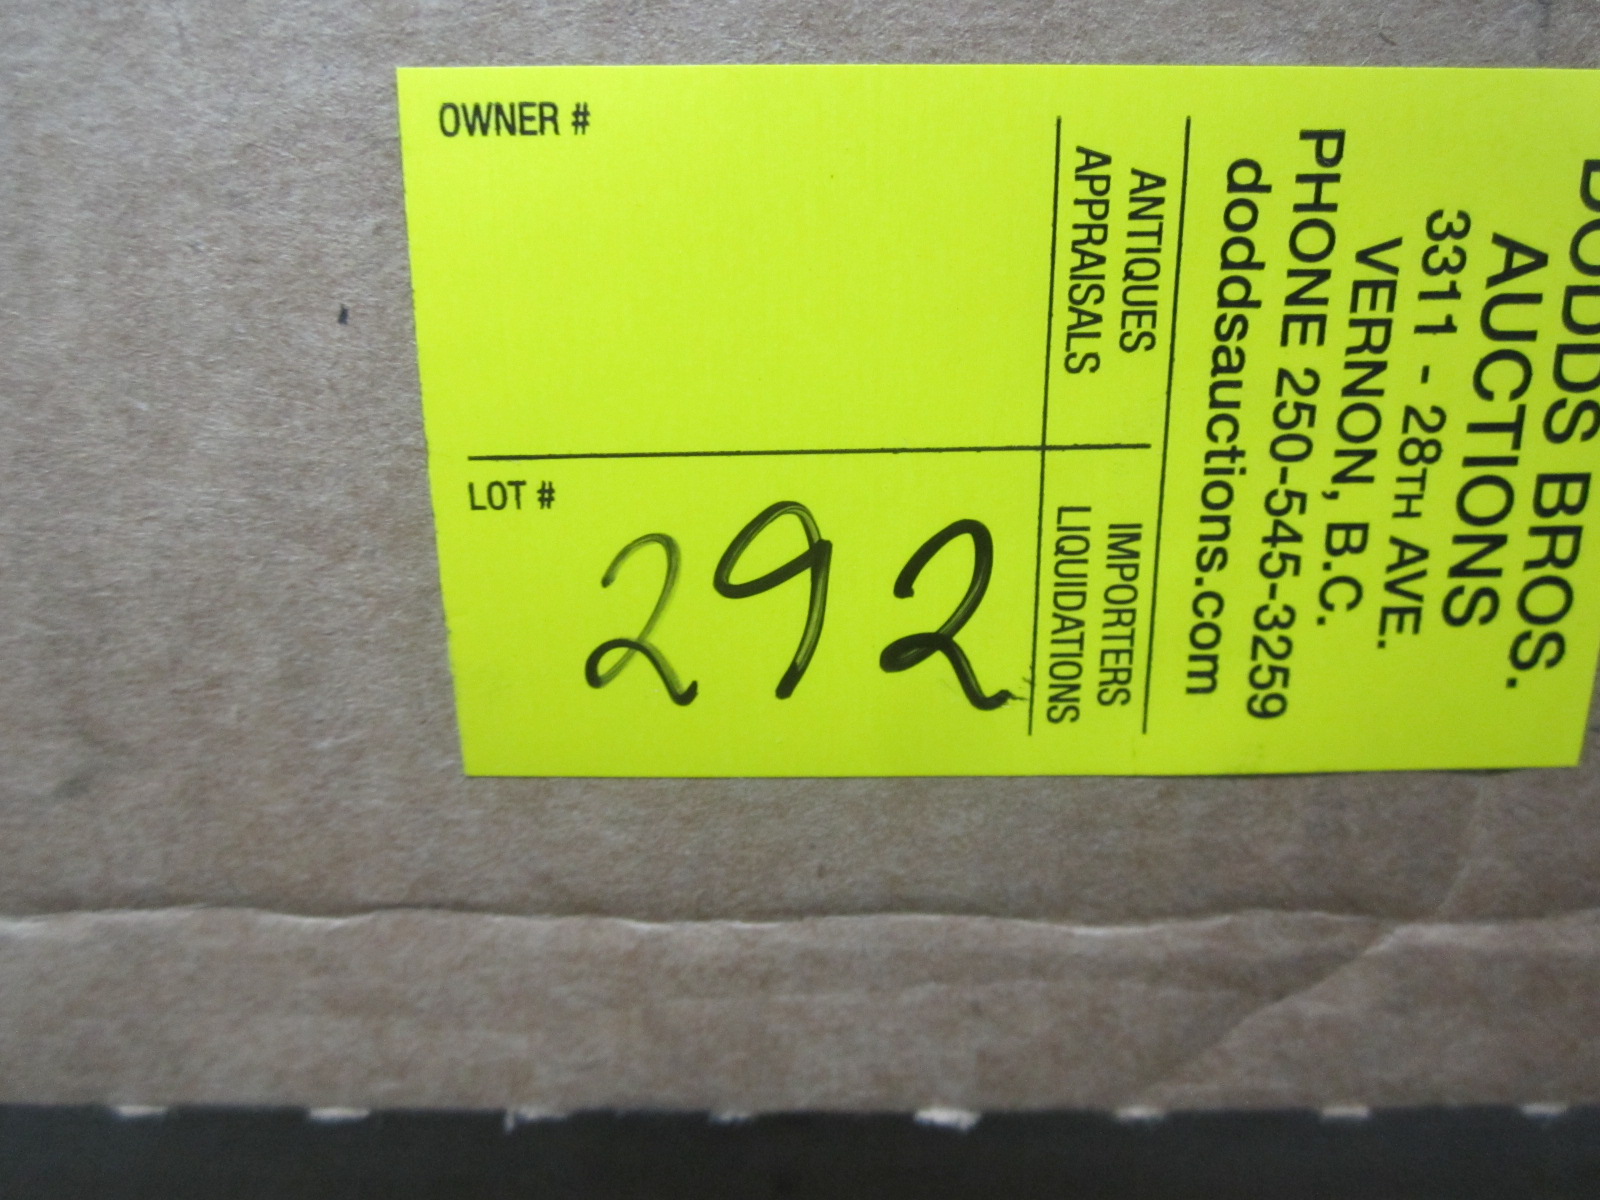 OWNER #
LOT #
292
DODDS BROS.
AUCTIONS
3311 - 28TH AVE.
VERNON, B.C.
PHONE 250-545-3259
doddsauctions.com
ANTIQUES
APPRAISALS
IMPORTERS
LIQUIDATIONS